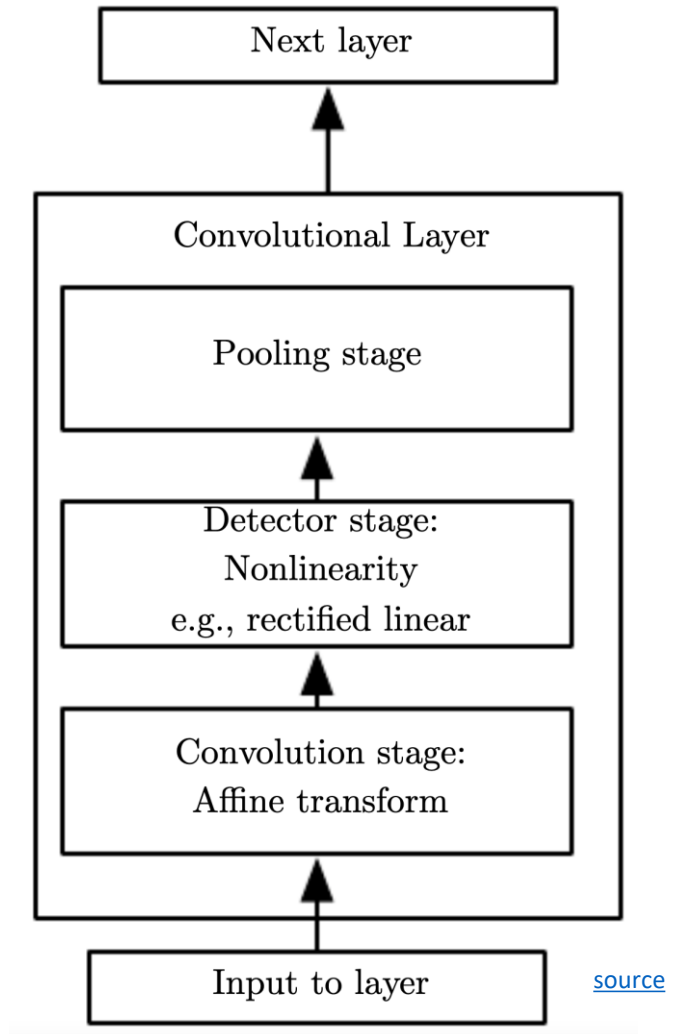 Next layer
Convolutional Layer
Pooling stage
Detector stage:
Nonlinearity
e.g., rectified linear
Convolution stage:
Affine transform
Input to layer
source